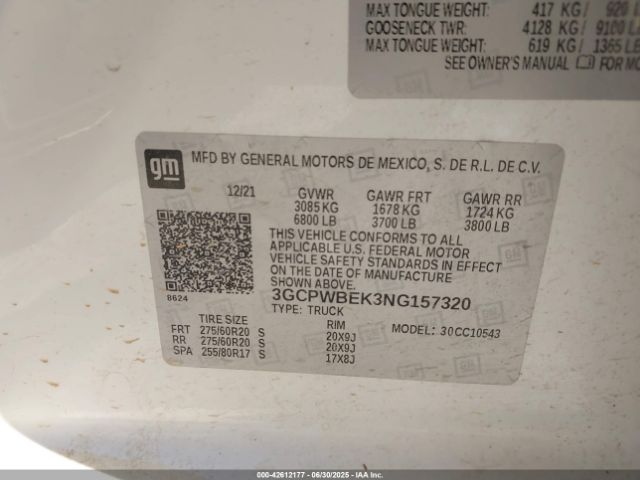 MAX TONGUE WEIGHT: 417 KG / 920
GOOSENECK TWR: 4128 KG / 9100 LB
MAX TONGUE WEIGHT: 619 KG / 1365 LB
SEE OWNER'S MANUAL FOR
gm MFD BY GENERAL MOTORS DE MEXICO, S. DE R.L. DE C.V.
12/21 GVWR GAWR FRT GAWR RR
3085 KG 1678 KG 1724 KG
6800 LB 3700 LB 3800 LB
THIS VEHICLE CONFORMS TO ALL
APPLICABLE U.S. FEDERAL MOTOR
VEHICLE SAFETY STANDARDS IN EFFECT
ON THE DATE OF MANUFACTURE
SHOWN ABOVE.
8624 3GCPWBEK3NG157320
TYPE: TRUCK
TIRE SIZE RIM MODEL: 30CC10543
FRT 275/60R20 S 20X9J
RR 275/60R20 S 20X9J
SPA 255/80R17 S 17X8J
000-42612177 - 06/30/2025 - IAAI.COM - COPART